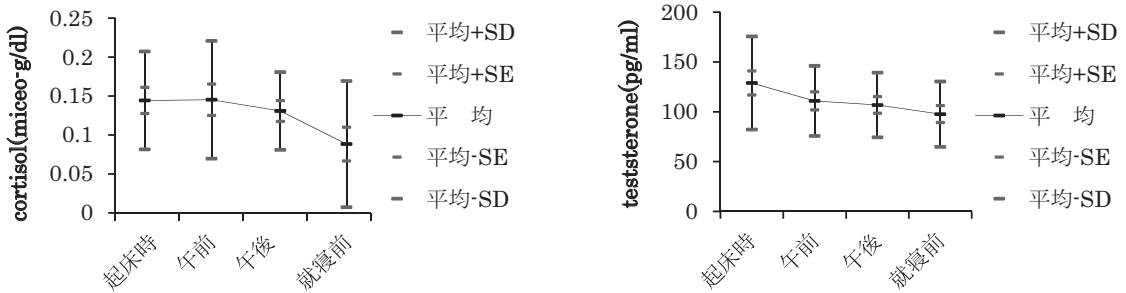 cortisol(miceo-g/dl)
0.25
0.2
0.15
0.1
0.05
0
起床時
午前
午後
就寝前
平均+SD
平均+SE
平 均
平均-SE
平均-SD
teststerone(pg/ml)
200
150
100
50
0
起床時
午前
午後
就寝前
平均+SD
平均+SE
平 均
平均-SE
平均-SD